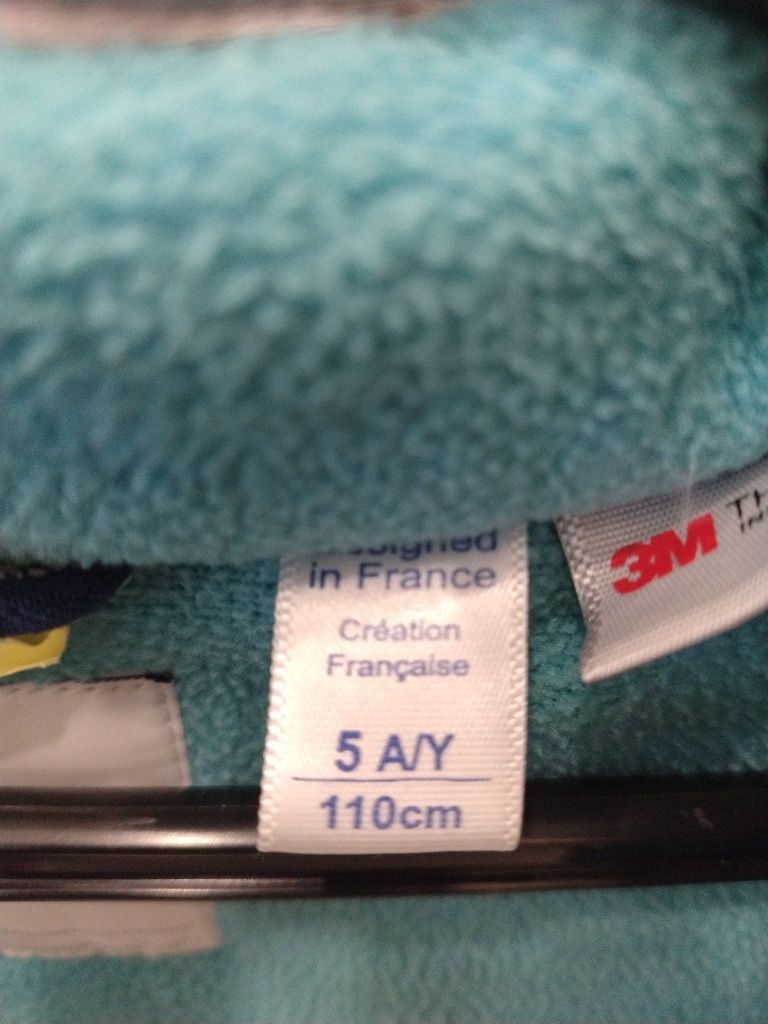 in France
Création
Française
5 A/Y
110cm
3M